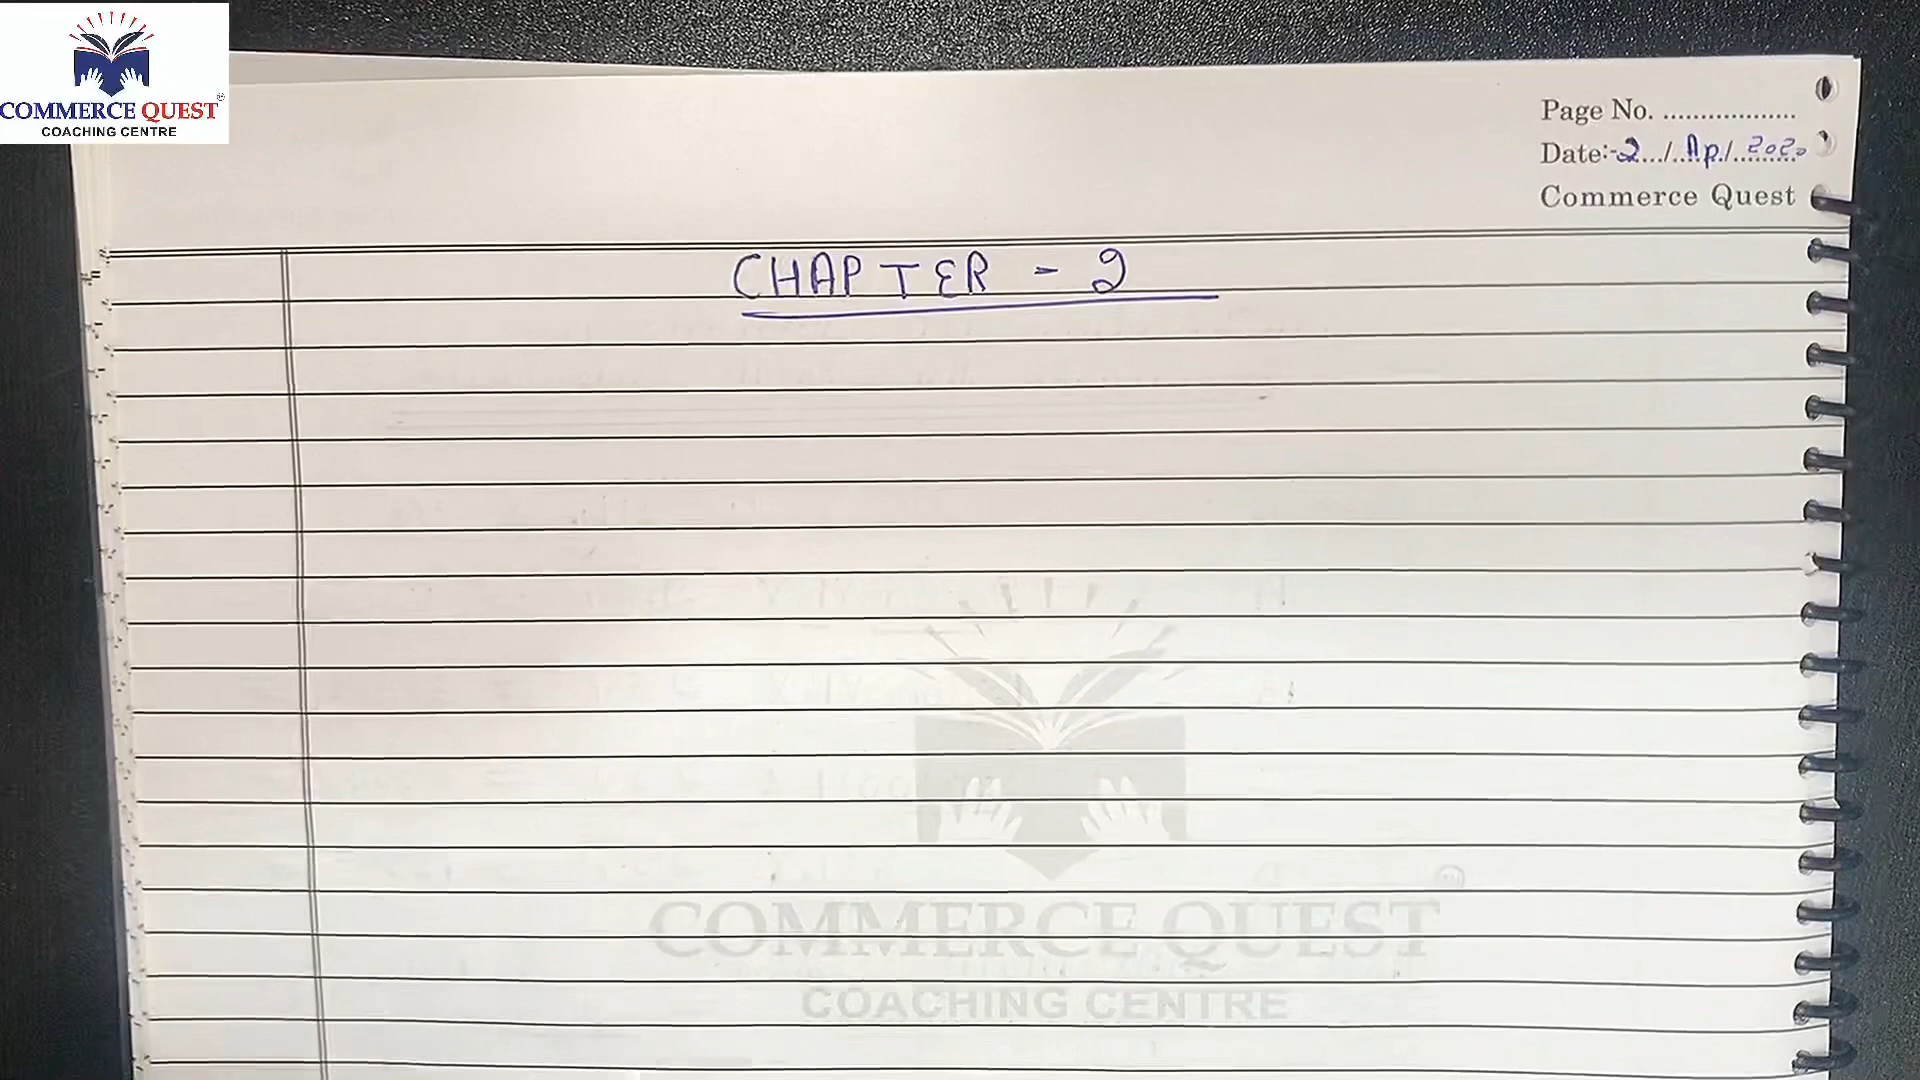 COMMERCE QUEST
COACHING CENTRE
Page No. ..................
Date:-2.../..Ap./..2020
Commerce Quest
CHAPTER - 2
COMMERCE QUEST
COACHING CENTRE